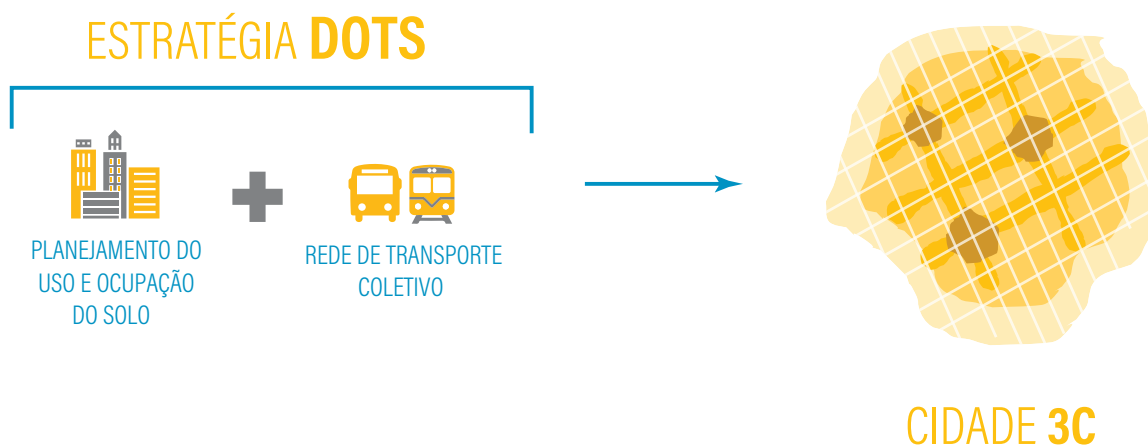 ESTRATÉGIA DOTS
PLANEJAMENTO DO
USO E OCUPAÇÃO
DO SOLO
REDE DE TRANSPORTE
COLETIVO
CIDADE 3C